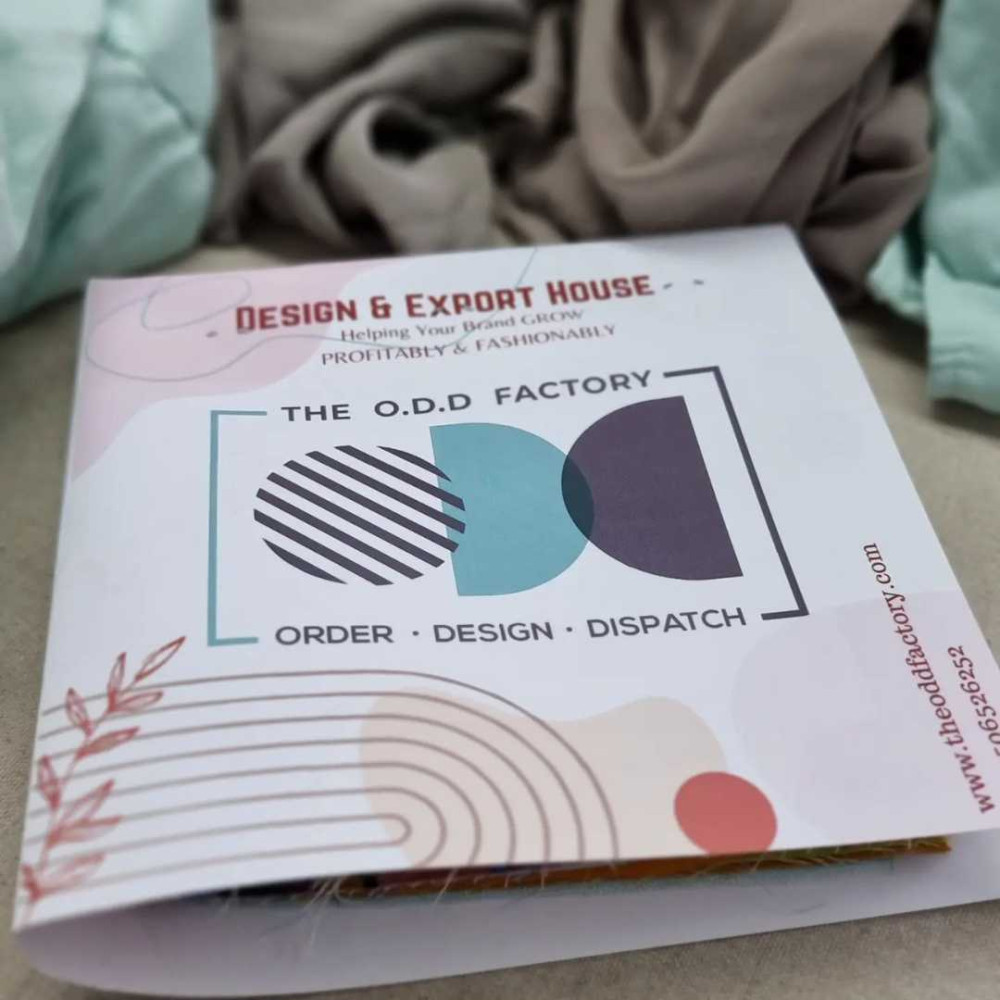 DESIGN & EXPORT HOUSE
Helping Your Brand GROW
PROFITABLY & FASHIONABLY
THE O.D.D FACTORY
ORDER · DESIGN · DISPATCH
www.theoddfactory.com